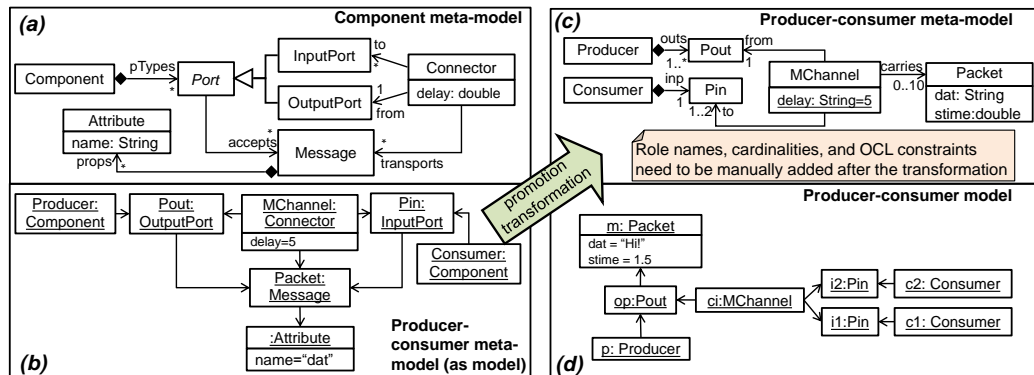 (a)
Component meta-model
Component
pTypes
*
Port
InputPort
OutputPort
to
*
1
from
Connector
delay: double
Attribute
name: String
props
*
accepts
*
Message
*
transports
Producer:
Component
Pout:
OutputPort
MChannel:
Connector
delay=5
Pin:
InputPort
Consumer:
Component
Packet:
Message
:Attribute
name="dat"
(b)
Producer-
consumer meta-
model (as model)
promotion
transformation
(c)
Producer-consumer meta-model
Producer
outs
1..*
Pout
from
1
Consumer
inp
1
Pin
1..2
to
MChannel
delay: String=5
carries
0..10
Packet
dat: String
stime:double
Role names, cardinalities, and OCL constraints
need to be manually added after the transformation
Producer-consumer model
m: Packet
dat = "Hi!"
stime = 1.5
op:Pout
ci:MChannel
i2:Pin
c2: Consumer
i1:Pin
c1: Consumer
p: Producer
(d)